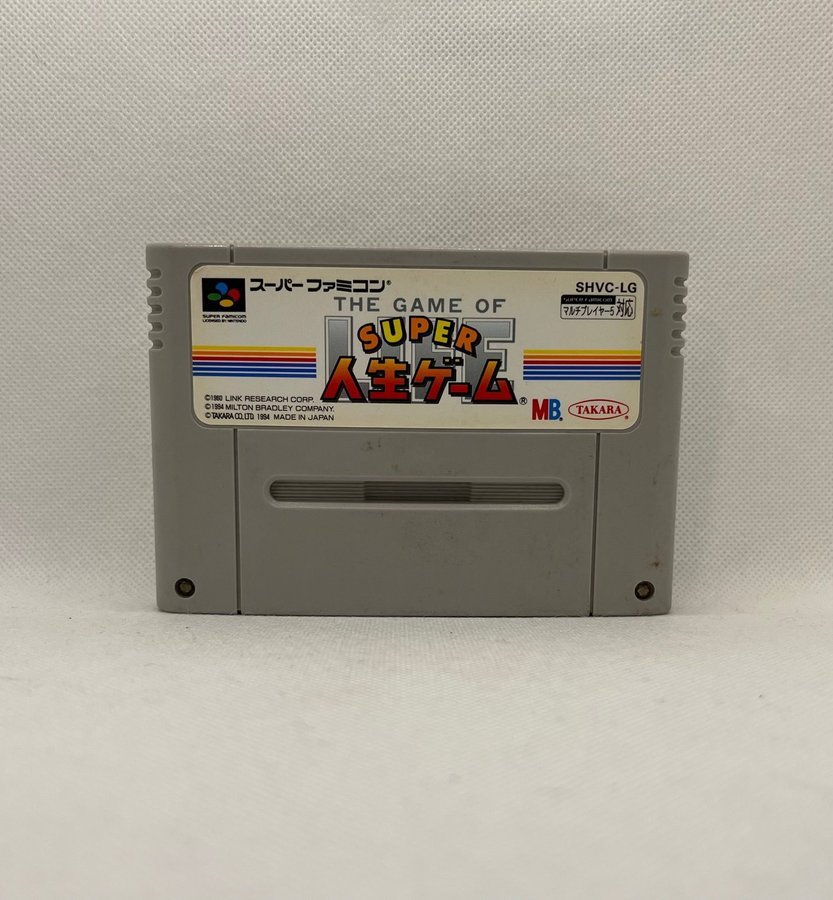 スーパーファミコン®
SHVC-LG
SUPER FAMICOM
LICENSED BY NINTENDO
THE GAME OF
LIFE
SUPER FAMICOM
マルチプレイヤー5 対応
SUPER
人生ゲーム®
©1960 LINK RESEARCH CORP.
©1994 MILTON BRADLEY COMPANY.
©TAKARA CO.,LTD. 1994 MADE IN JAPAN
MB®
TAKARA